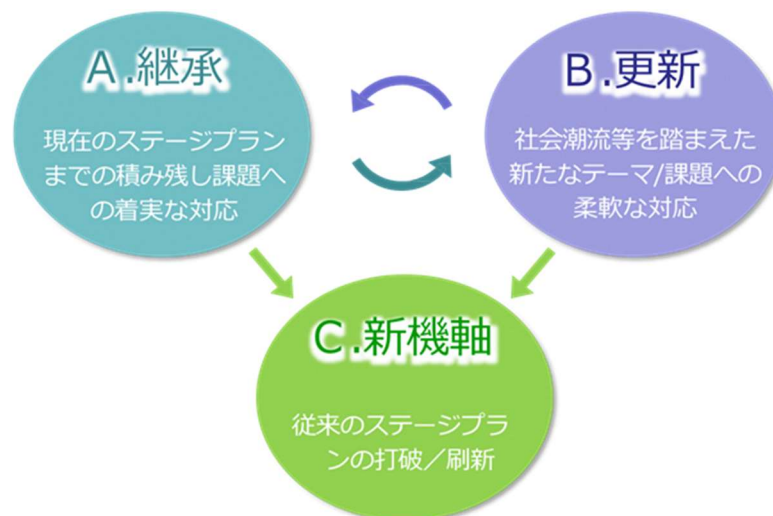 A.継承
現在のステージプラン
までの積み残し課題へ
の着実な対応
B.更新
社会潮流等を踏まえた
新たなテーマ/課題への
柔軟な対応
C.新機軸
従来のステージプラ
ンの打破／刷新